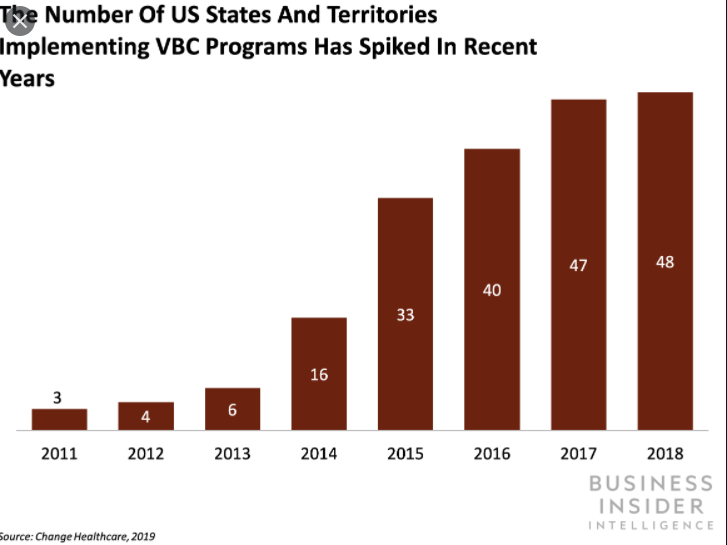 The Number Of US States And Territories
Implementing VBC Programs Has Spiked In Recent
Years
3
4
6
16
33
40
47
48
2011 2012 2013 2014 2015 2016 2017 2018
BUSINESS
INSIDER
INTELLIGENCE
Source: Change Healthcare, 2019